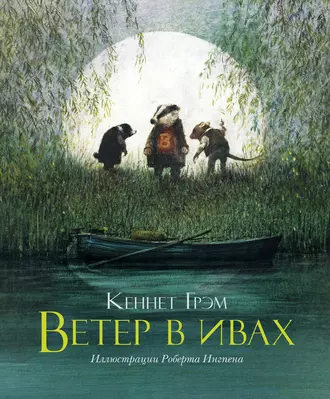 Б
Кеннет Грэм
Ветер в ивах
Иллюстрации Роберта Ингпена